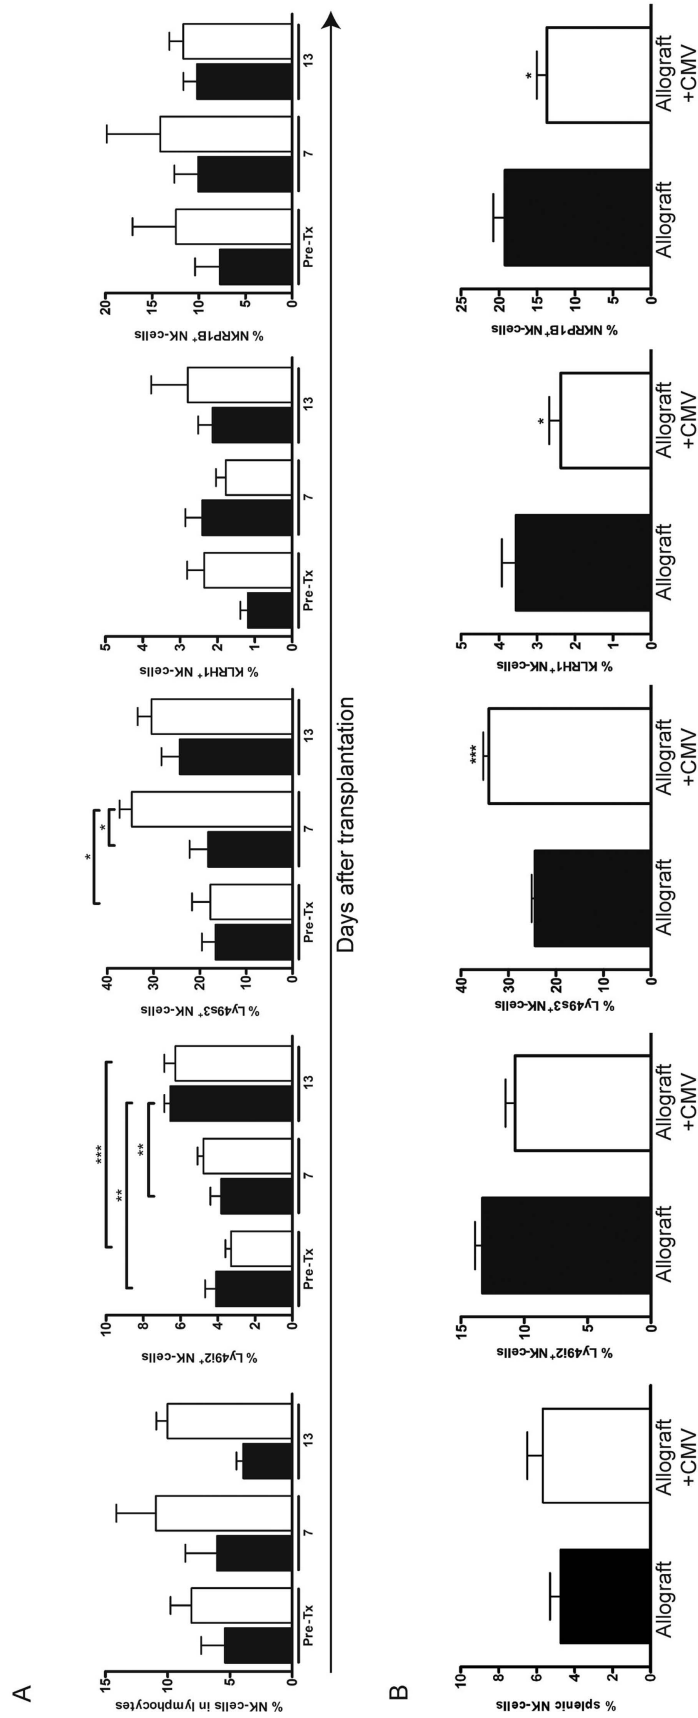 A
% NK-cells in lymphocytes
15
10
5
0
Pre-Tx
7
13
% Ly49i2+ NK-cells
10
8
6
4
2
0
***
**
**
Pre-Tx
7
13
% Ly49s3+ NK-cells
40
30
20
10
0
*
*
Pre-Tx
7
13
% KLRH1+ NK-cells
5
4
3
2
1
0
Pre-Tx
7
13
% NKRP1B+ NK-cells
20
15
10
5
0
Pre-Tx
7
13
Days after transplantation
B
% splenic NK-cells
10
8
6
4
2
0
Allograft
Allograft
+CMV
% Ly49i2+ NK-cells
15
10
5
0
Allograft
Allograft
+CMV
% Ly49s3+ NK-cells
40
30
20
10
0
***
Allograft
Allograft
+CMV
% KLRH1+ NK-cells
5
4
3
2
1
0
*
Allograft
Allograft
+CMV
% NKRP1B+ NK-cells
25
20
15
10
5
0
*
Allograft
Allograft
+CMV